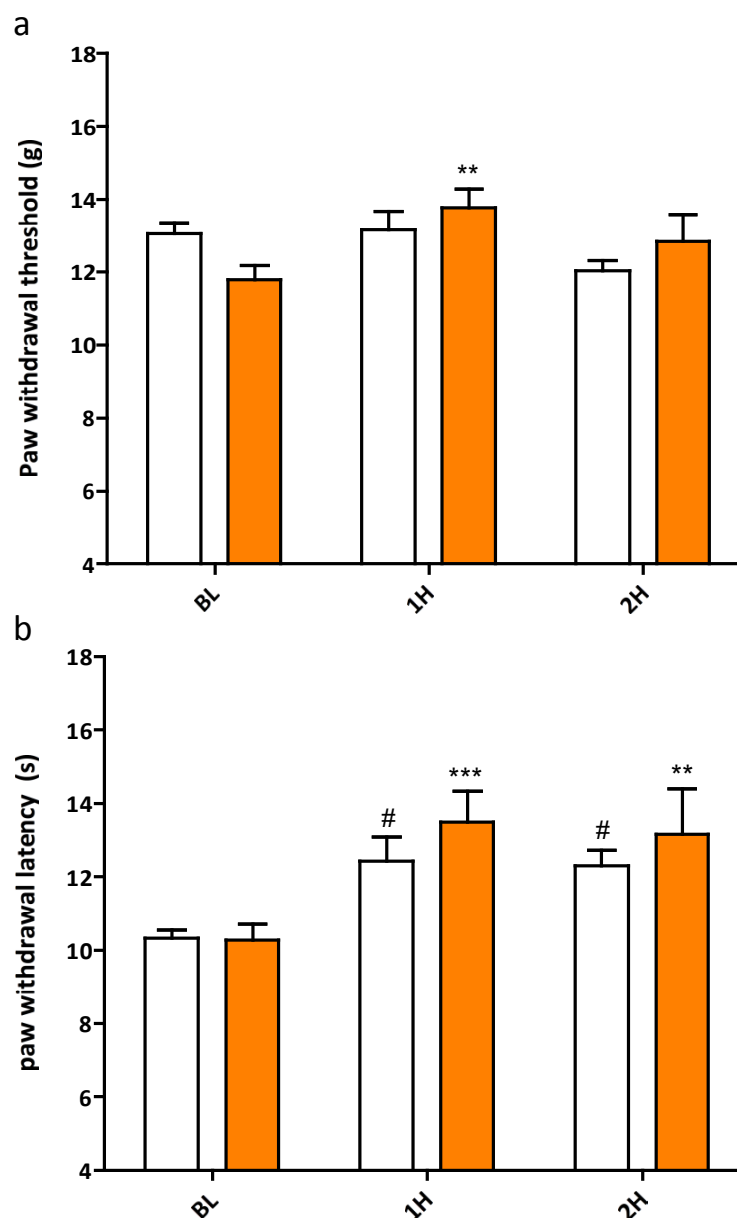 a
Paw withdrawal threshold (g)
18
16
14
12
10
8
6
4
**
BL
1H
2H
b
paw withdrawal latency (s)
18
16
14
12
10
8
6
4
#
***
#
**
BL
1H
2H